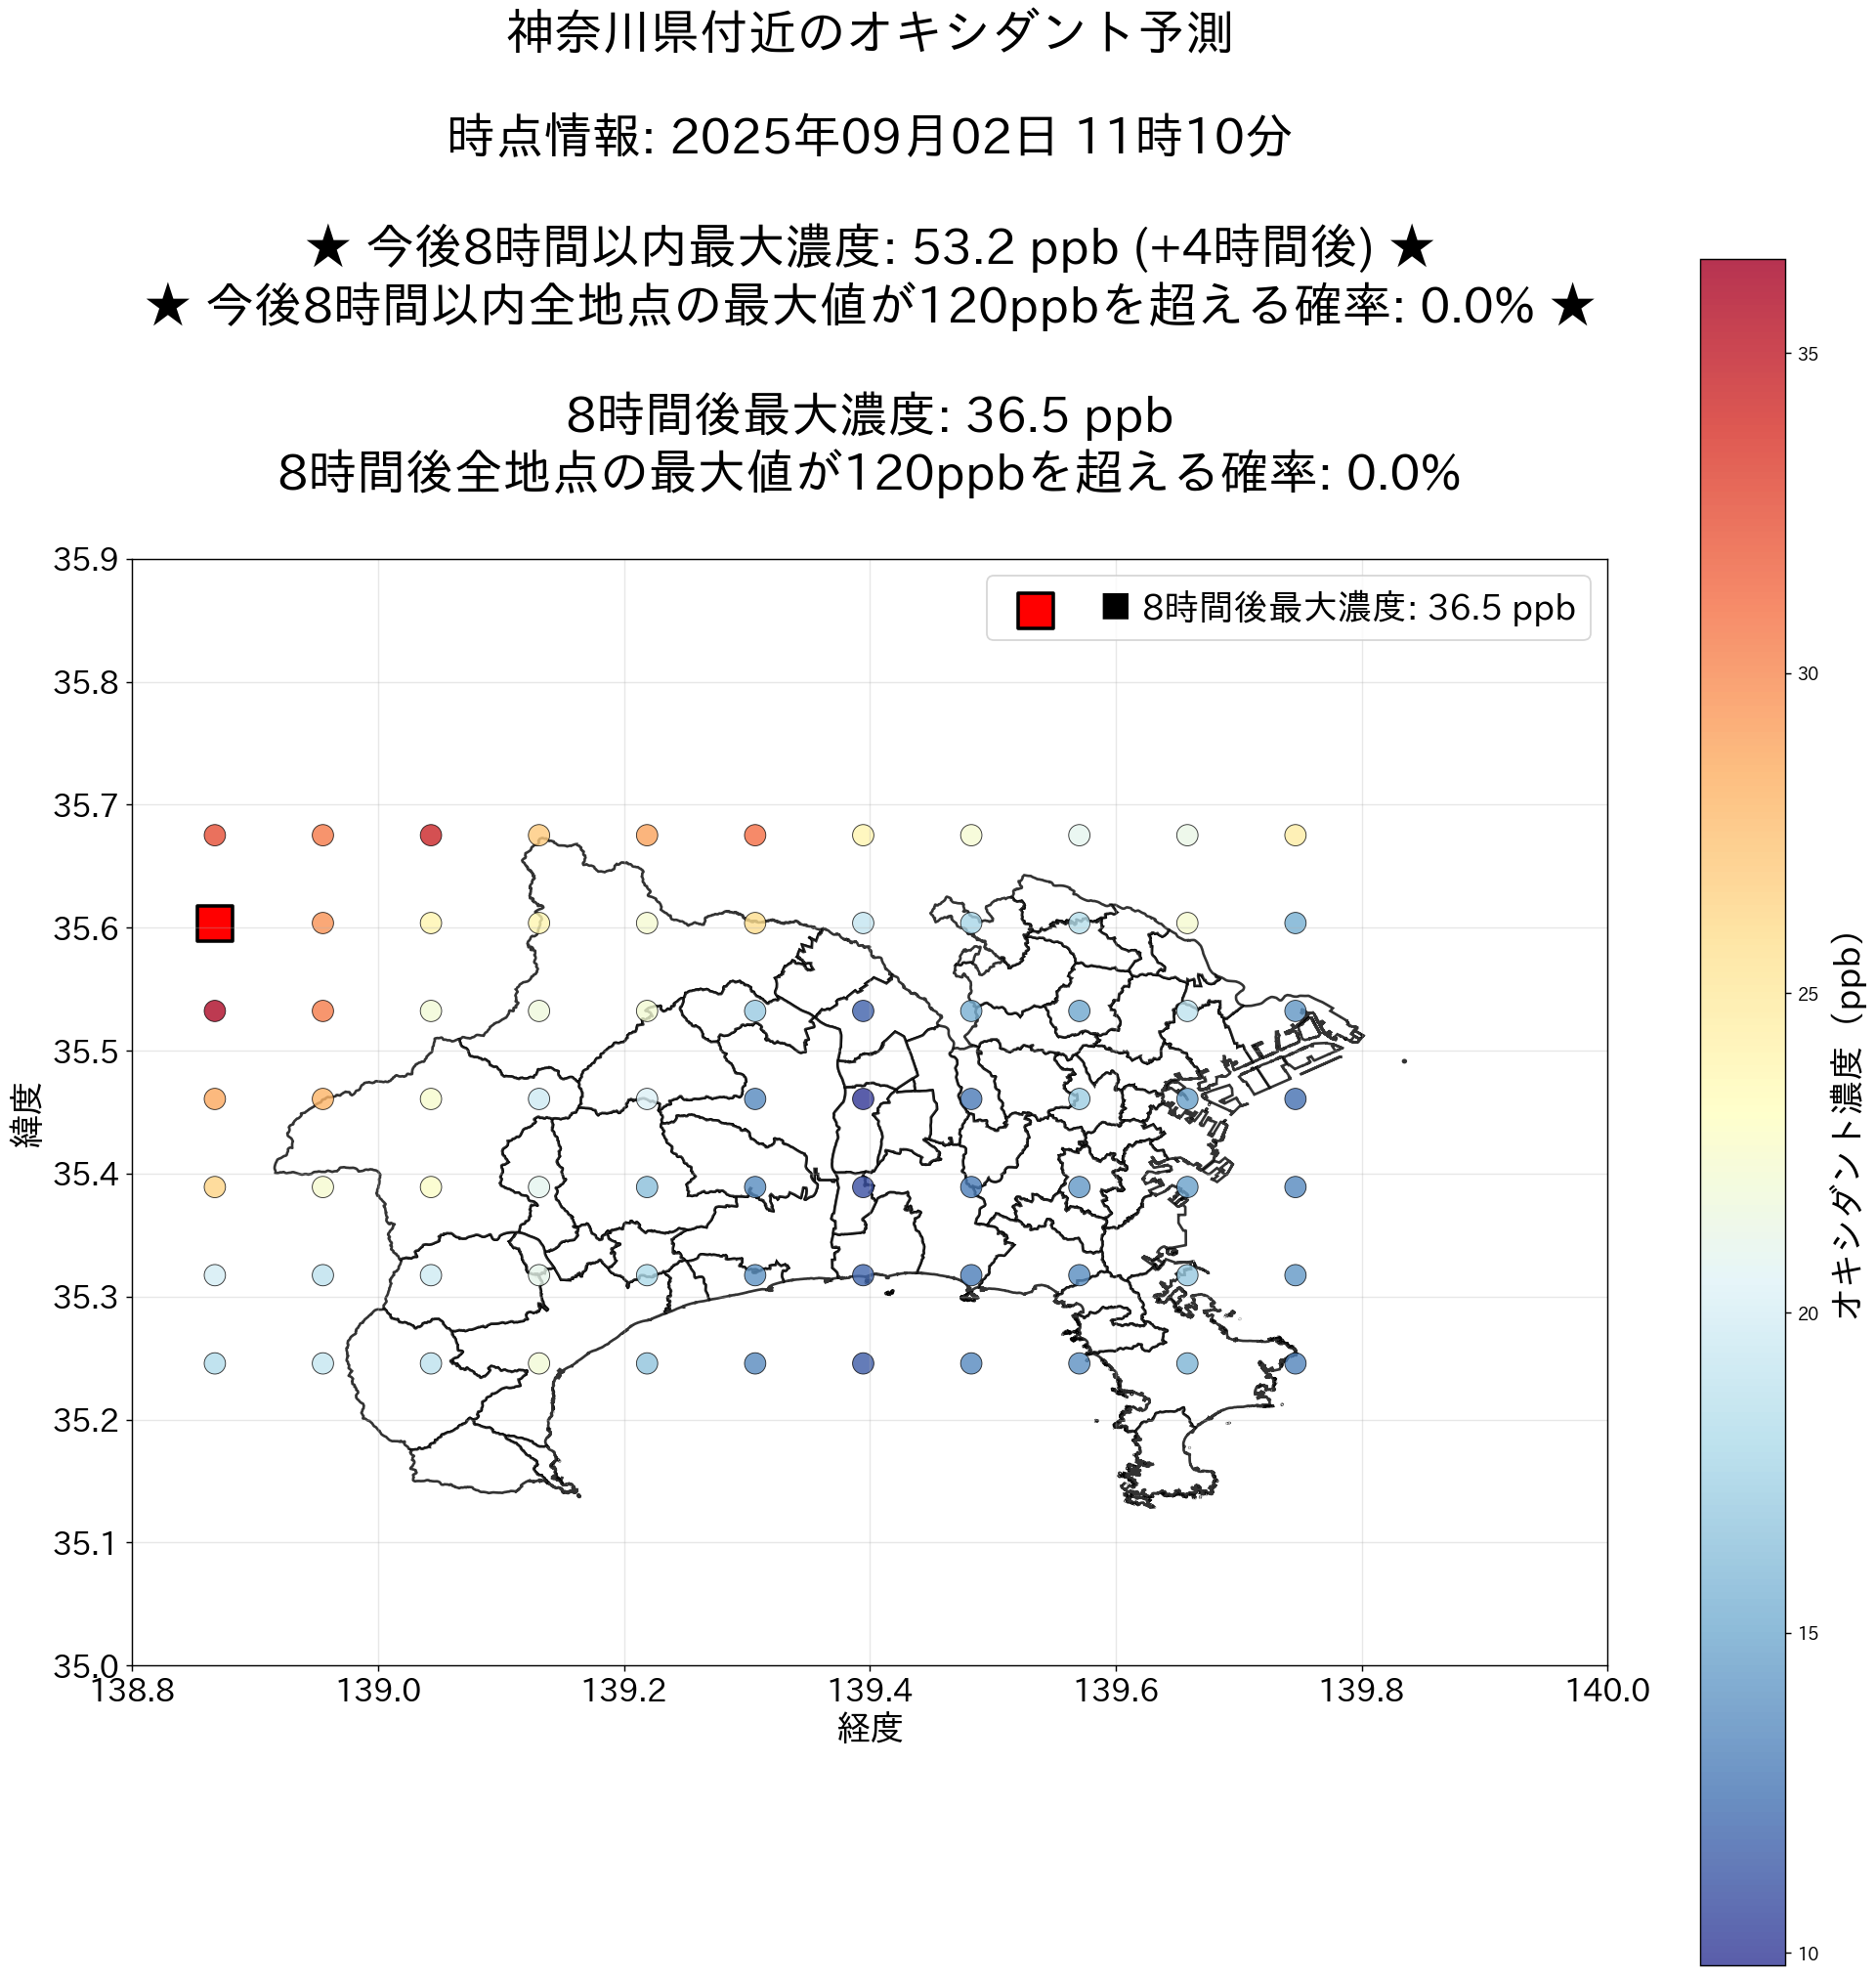 神奈川県付近のオキシダント予測
時点情報: 2025年09月02日 11時10分
★ 今後8時間以内最大濃度: 53.2 ppb (+4時間後) ★
★ 今後8時間以内全地点の最大値が120ppbを超える確率: 0.0% ★
8時間後最大濃度: 36.5 ppb
8時間後全地点の最大値が120ppbを超える確率: 0.0%
■ 8時間後最大濃度: 36.5 ppb
35.9
35.8
35.7
35.6
35.5
35.4
35.3
35.2
35.1
35.0
緯度
138.8
139.0
139.2
139.4
139.6
139.8
140.0
経度
35
30
25
20
15
10
オキシダント濃度（ppb）